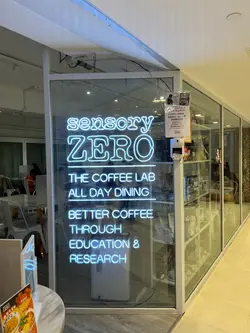 sensory
ZERO
THE COFFEE LAB
ALL DAY DINING
BETTER COFFEE
THROUGH
EDUCATION &
RESEARCH